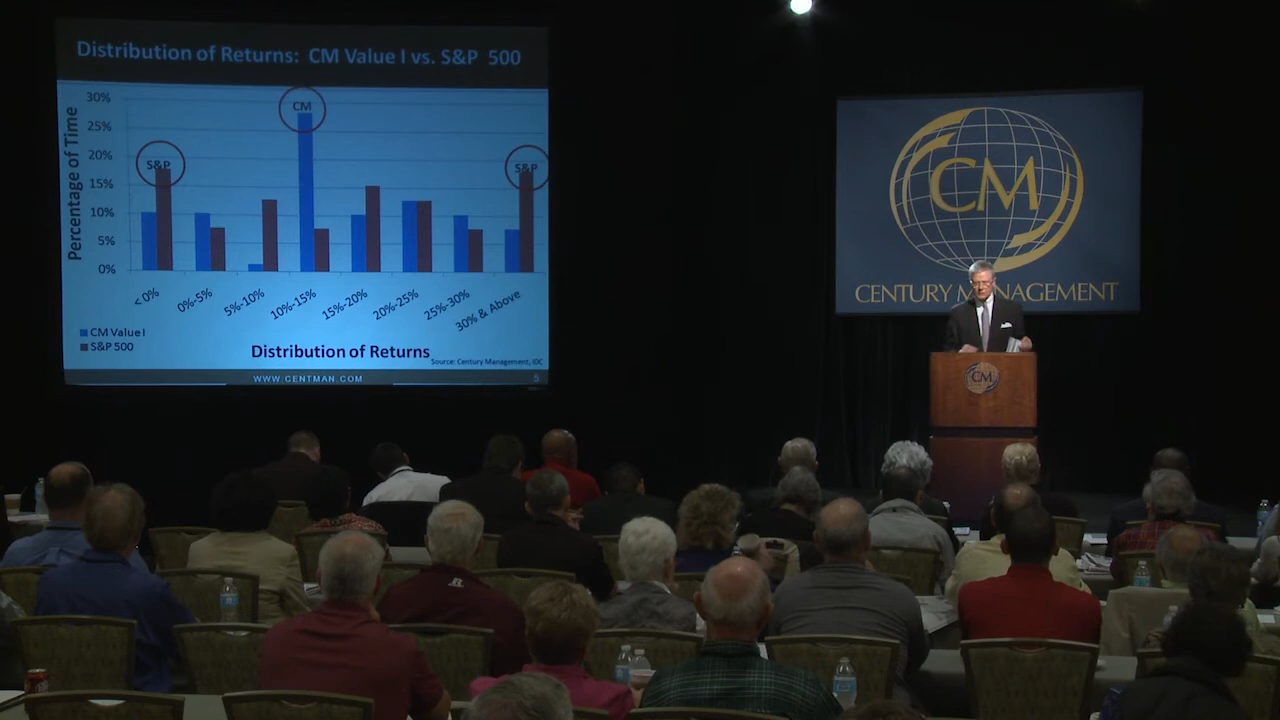 Distribution of Returns: CM Value I vs. S&P 500
Percentage of Time
30%
25%
20%
15%
10%
5%
0%
S&P
CM
S&P
< 0%
0%-5%
5%-10%
10%-15%
15%-20%
20%-25%
25%-30%
30% & Above
CM Value I
S&P 500
Distribution of Returns
Source: Century Management, IDC
WWW.CENTMAN.COM
5
CM
CENTURY MANAGEMENT
CM